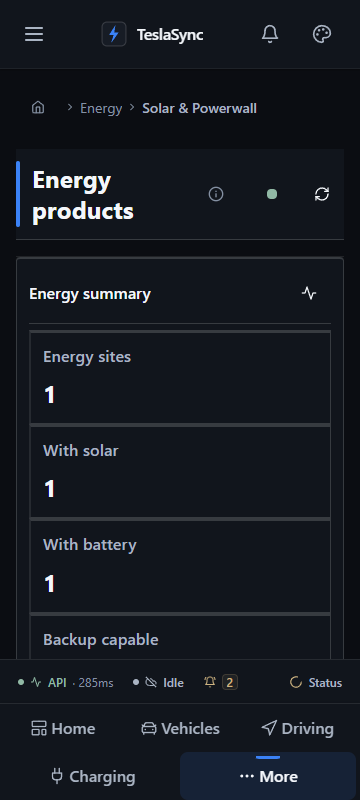 TeslaSync
Energy
Solar & Powerwall
Energy
products
Energy summary
Energy sites
1
With solar
1
With battery
1
Backup capable
API · 285ms
Idle
2
Status
Home
Vehicles
Driving
Charging
More